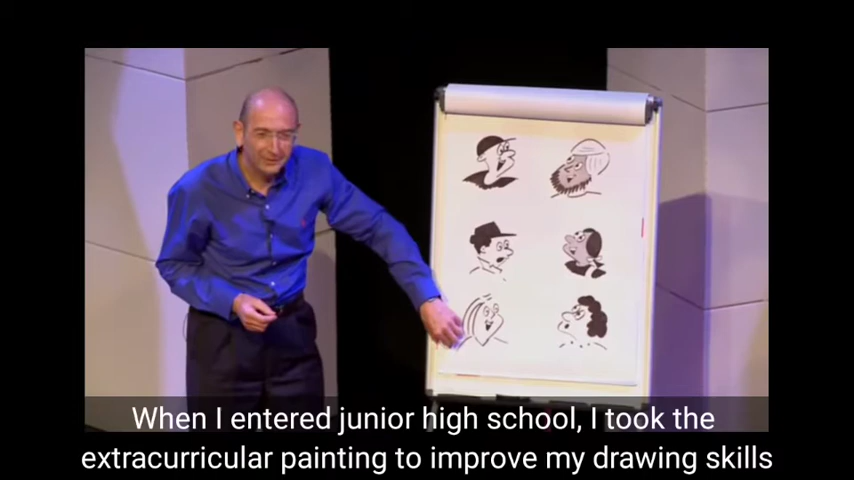 When I entered junior high school, I took the
extracurricular painting to improve my drawing skills